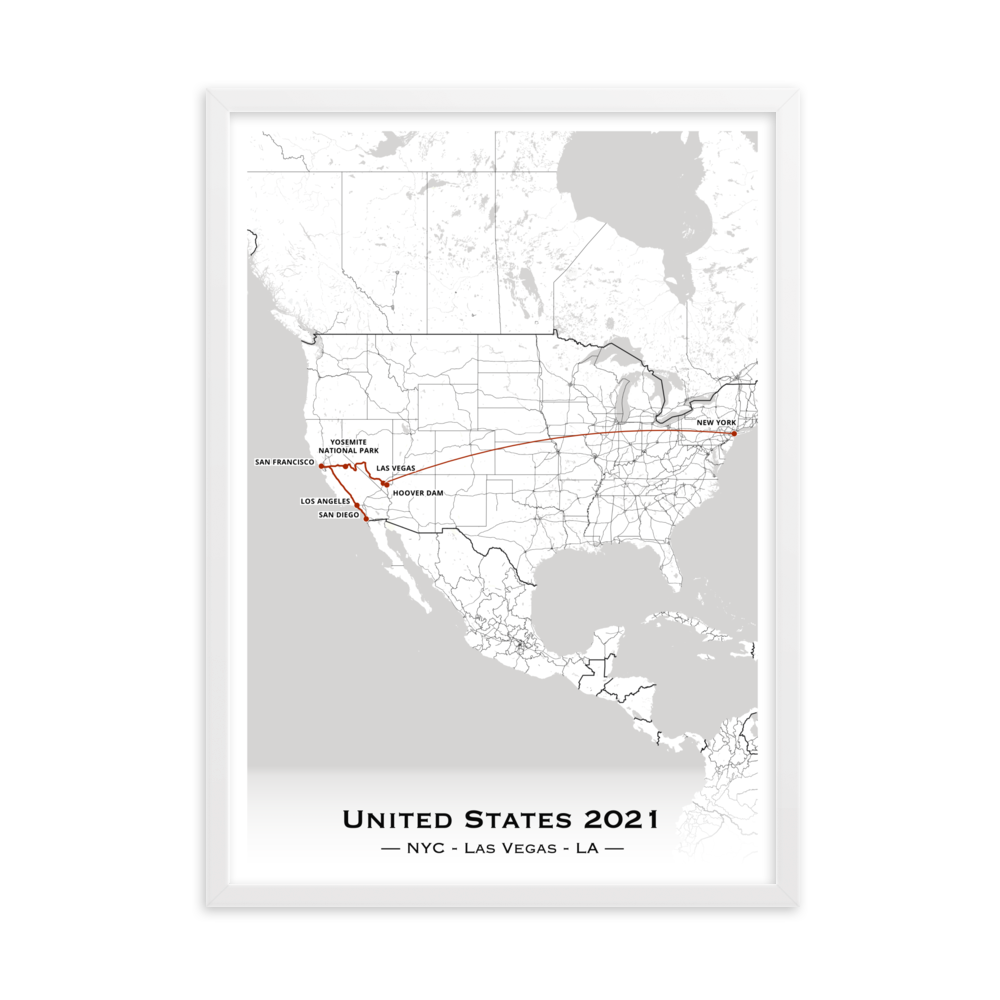 NEW YORK
YOSEMITE
NATIONAL PARK
SAN FRANCISCO
LAS VEGAS
HOOVER DAM
LOS ANGELES
SAN DIEGO
UNITED STATES 2021
— NYC - LAS VEGAS - LA —